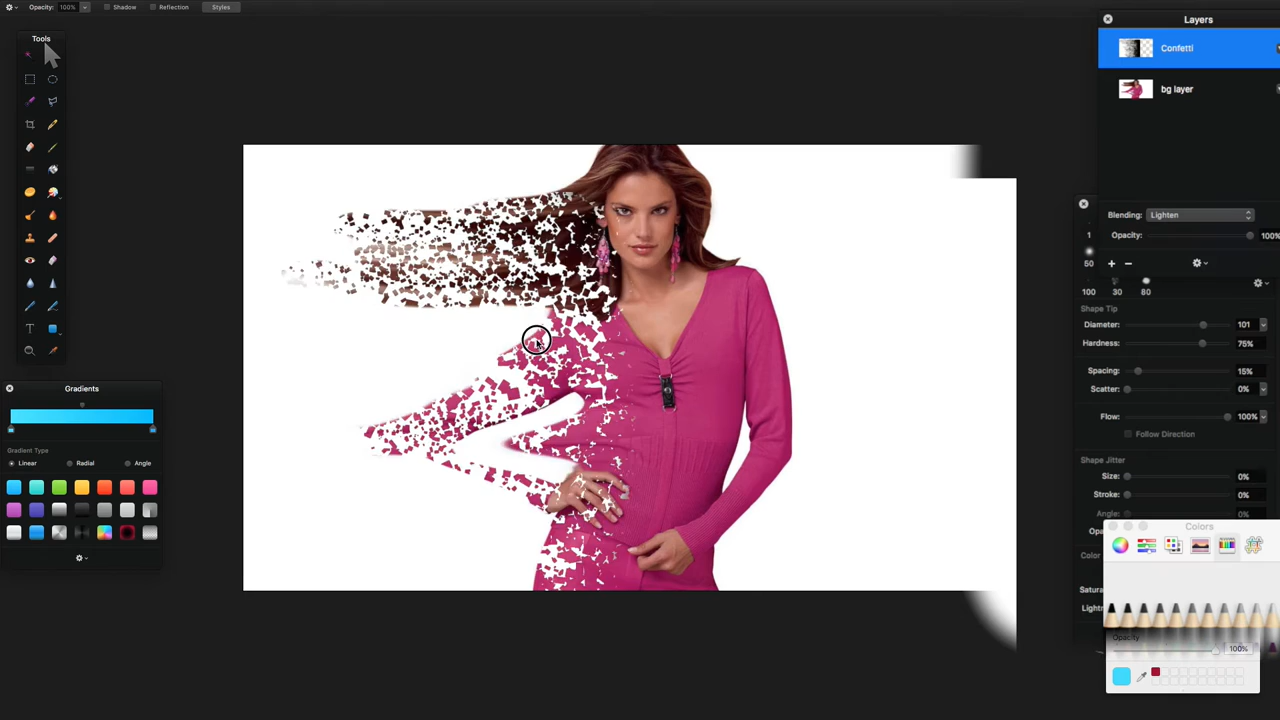 Opacity: 100% Shadow Reflection Styles
Tools
Layers
Confetti
bg layer
Blending: Lighten
Opacity: 100%
1
50
100 30 80
Shape Tip
Diameter: 101
Hardness: 75%
Spacing: 15%
Scatter: 0%
Flow: 100%
Follow Direction
Shape Jitter
Size: 0%
Stroke: 0%
Angle: 0%
Colors
Color
Opacity
100%
Gradients
Gradient Type
Linear Radial Angle